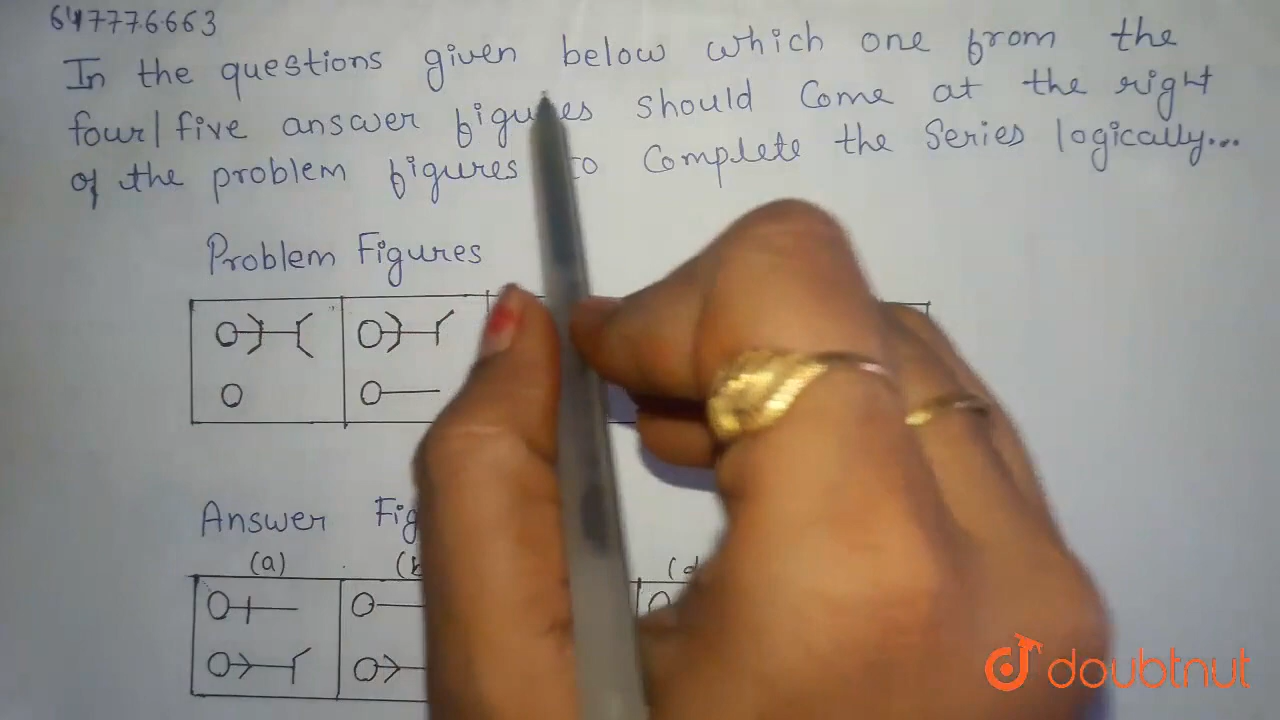 647776663
In the questions given below which one from the
four/five answer figures should come at the right
of the problem figures to complete the series logically...
Problem Figures
Answer
(a)
doubtnut